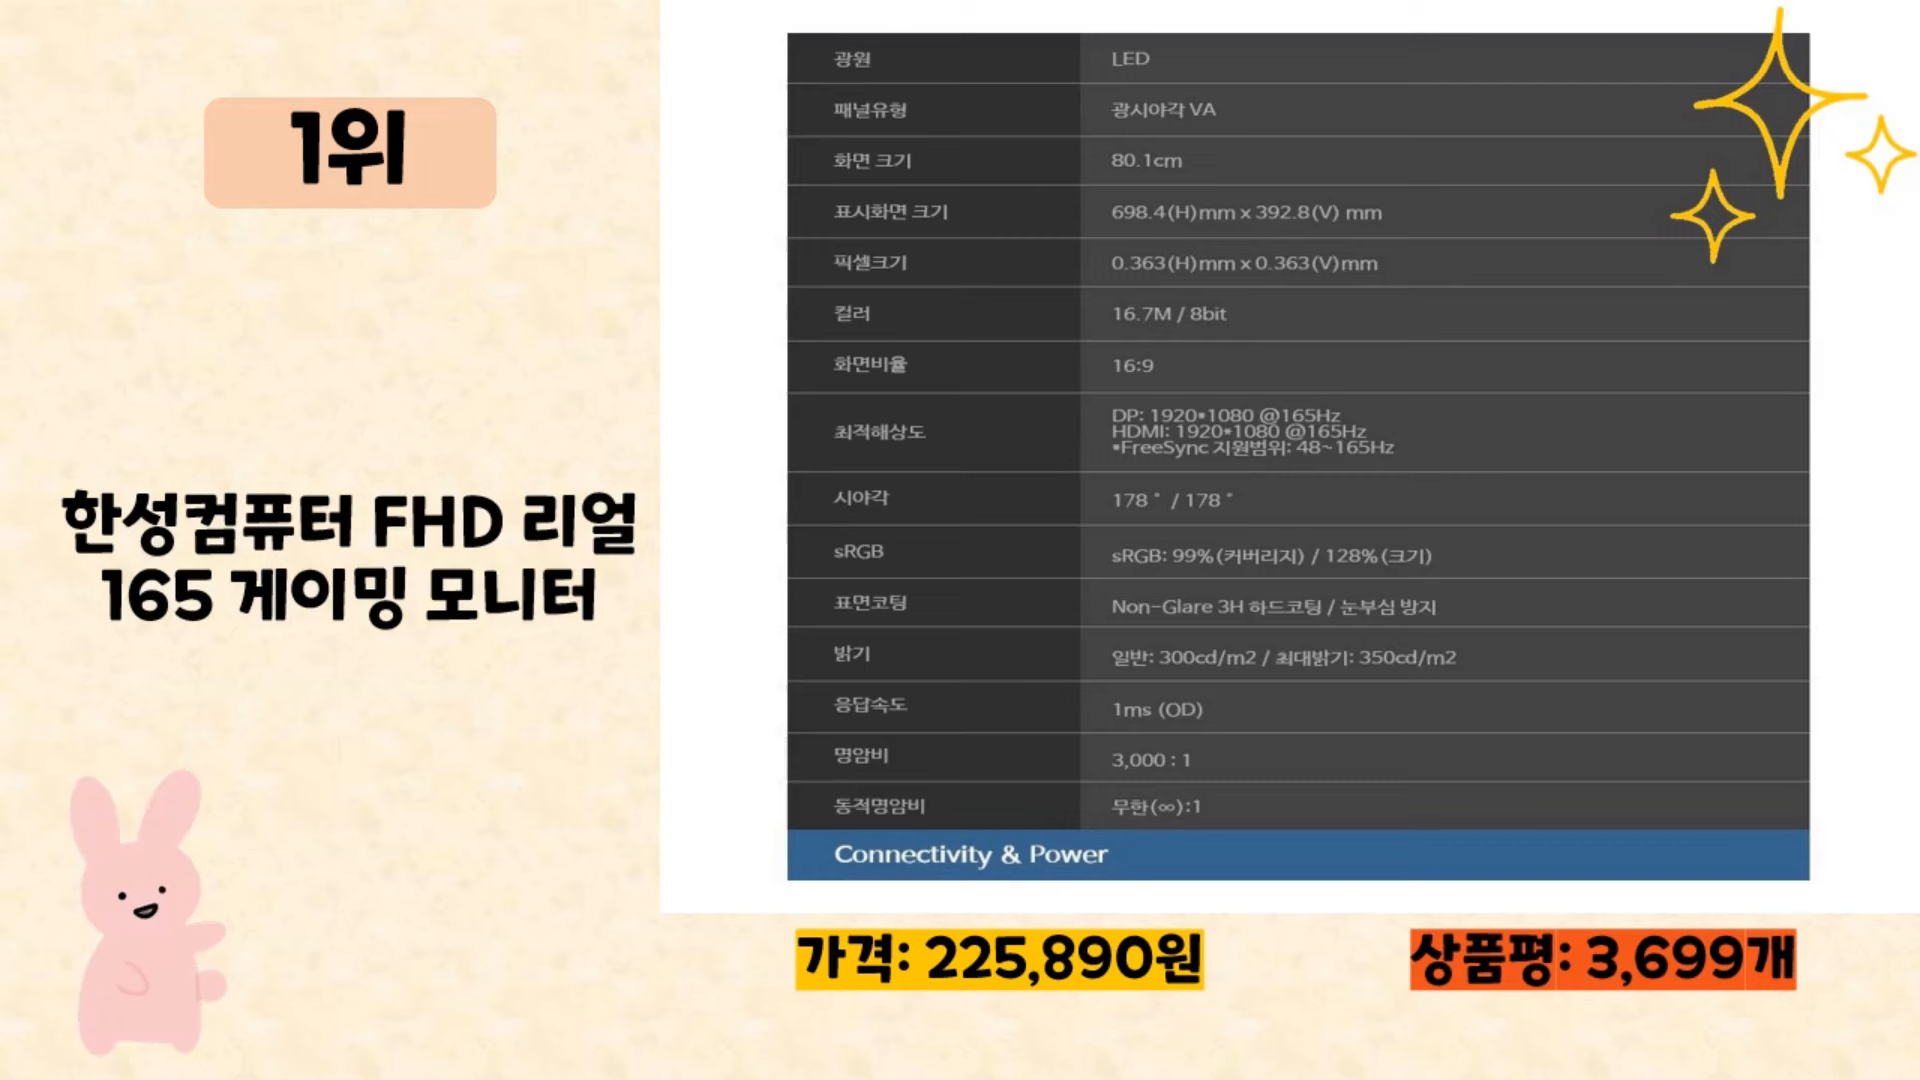 1위
한성컴퓨터 FHD 리얼
165 게이밍 모니터
광원 LED
패널유형 광시야각 VA
화면 크기 80.1cm
표시화면 크기 698.4(H)mm x 392.8(V) mm
픽셀크기 0.363(H)mm x 0.363(V)mm
컬러 16.7M / 8bit
화면비율 16:9
최적해상도 DP: 1920*1080 @165Hz
HDMI: 1920*1080 @165Hz
*FreeSync 지원범위: 48~165Hz
시야각 178 ° / 178 °
sRGB sRGB: 99%(커버리지) / 128%(크기)
표면코팅 Non-Glare 3H 하드코팅 / 눈부심 방지
밝기 일반: 300cd/m2 / 최대밝기: 350cd/m2
응답속도 1ms (OD)
명암비 3,000 : 1
동적명암비 무한(∞):1
Connectivity & Power
가격: 225,890원
상품평: 3,699개